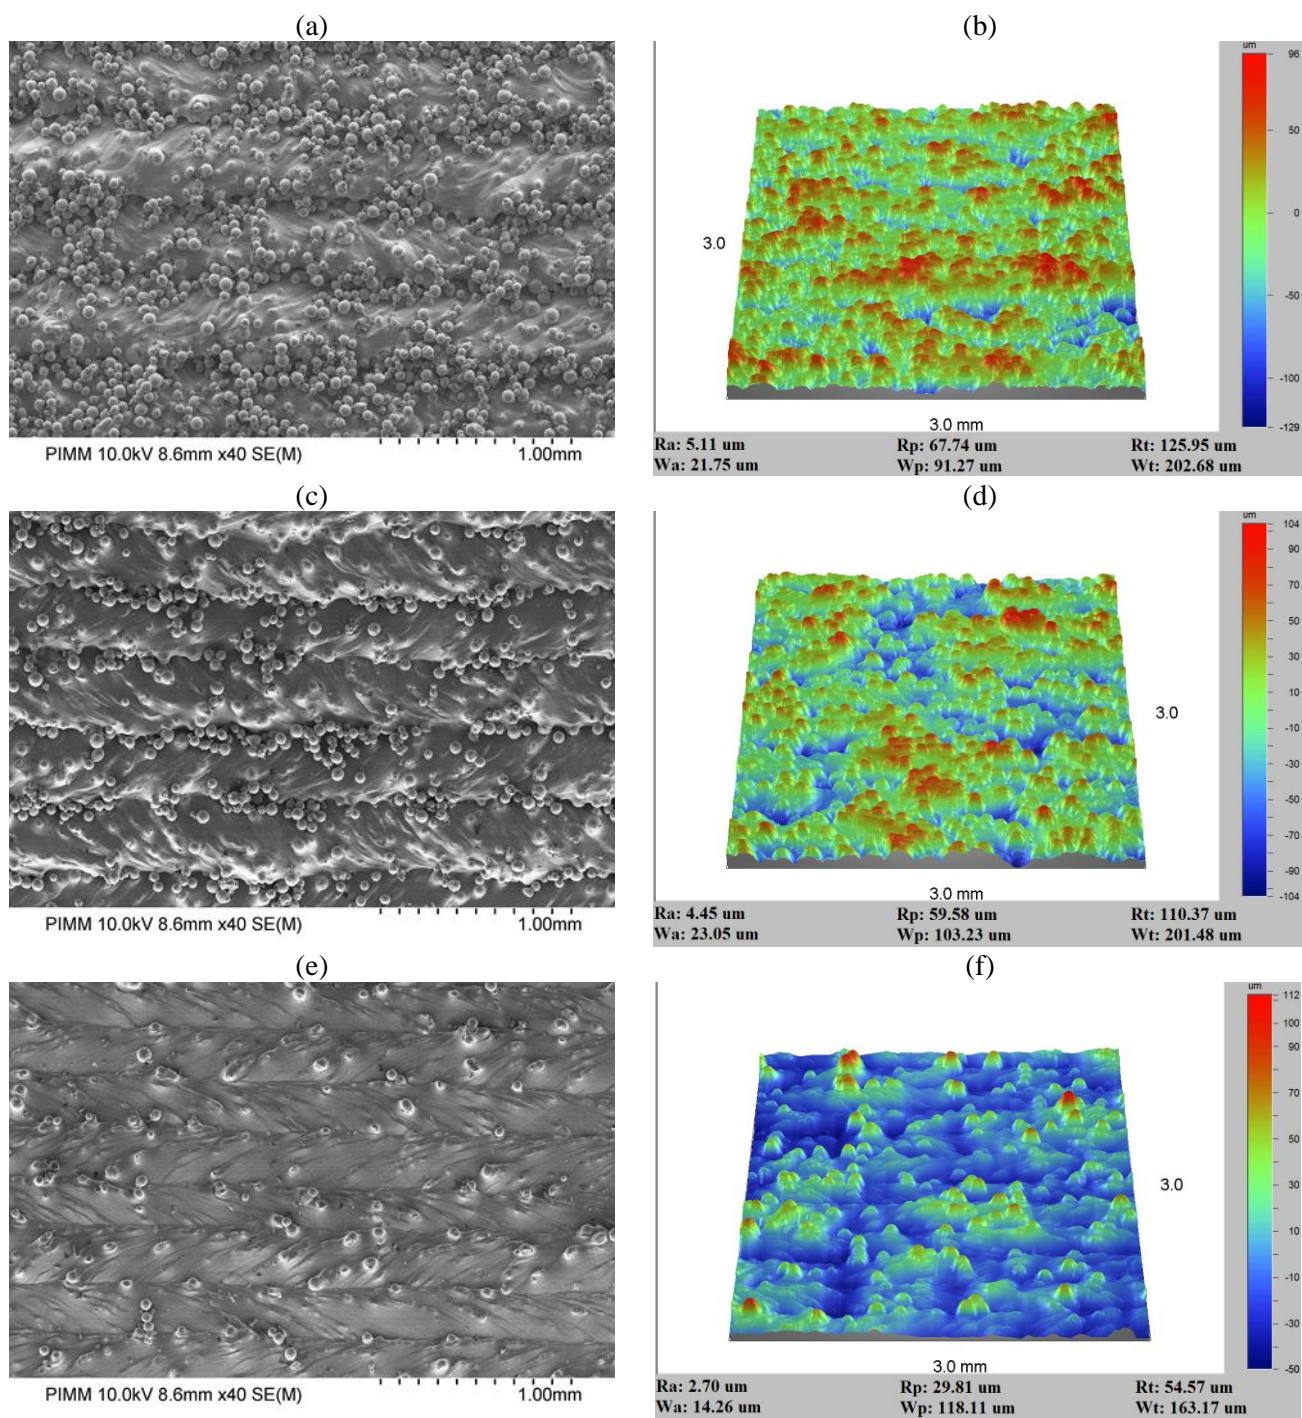 (a) (b)
um
96
0
-50
-100
-129
3.0
3.0 mm
PIMM 10.0kV 8.6mm x40 SE(M) 1.00mm
Ra: 5.11 um Rp: 67.74 um Rt: 125.95 um
Wa: 21.75 um Wp: 91.27 um Wt: 202.68 um
(c) (d)
um
104
90
70
50
30
10
-10
-30
-50
-70
-90
-104
3.0
3.0 mm
PIMM 10.0kV 8.6mm x40 SE(M) 1.00mm
Ra: 4.45 um Rp: 59.58 um Rt: 110.37 um
Wa: 23.05 um Wp: 103.23 um Wt: 201.48 um
(e) (f)
um
112
90
70
50
30
10
-10
-30
-50
3.0
3.0 mm
PIMM 10.0kV 8.6mm x40 SE(M) 1.00mm
Ra: 2.70 um Rp: 29.81 um Rt: 54.57 um
Wa: 14.26 um Wp: 118.11 um Wt: 163.17 um